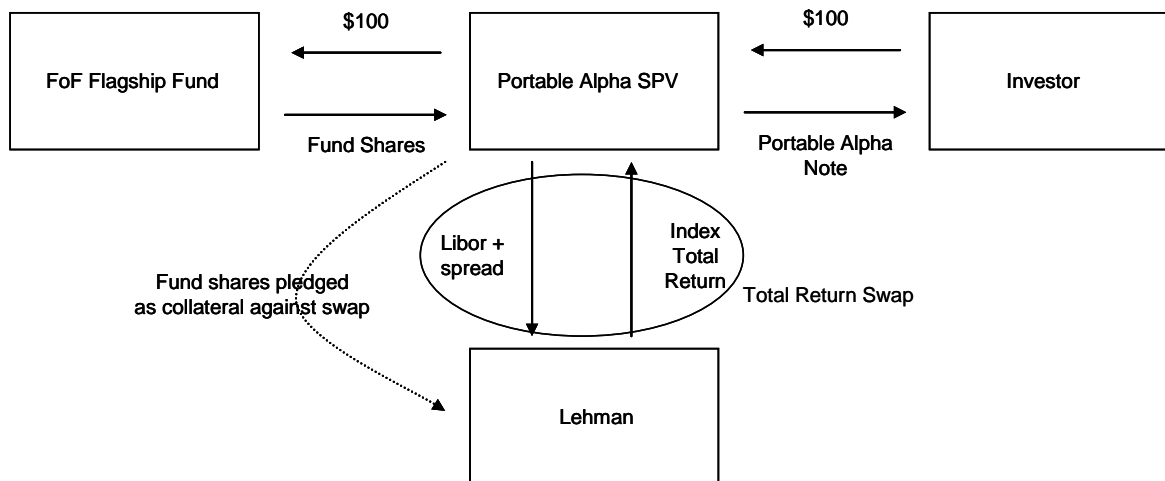 $100
$100
FoF Flagship Fund
Portable Alpha SPV
Investor
Fund Shares
Portable Alpha
Note
Libor +
spread
Index
Total
Return
Total Return Swap
Fund shares pledged
as collateral against swap
Lehman